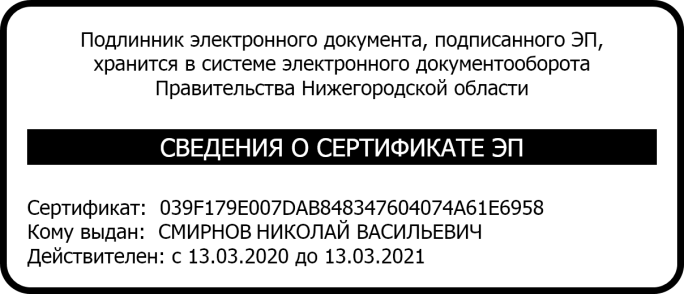 Подлинник электронного документа, подписанного ЭП,
хранится в системе электронного документооборота
Правительства Нижегородской области
СВЕДЕНИЯ О СЕРТИФИКАТЕ ЭП
Сертификат: 039F179E007DAB848347604074A61E6958
Кому выдан: СМИРНОВ НИКОЛАЙ ВАСИЛЬЕВИЧ
Действителен: с 13.03.2020 до 13.03.2021